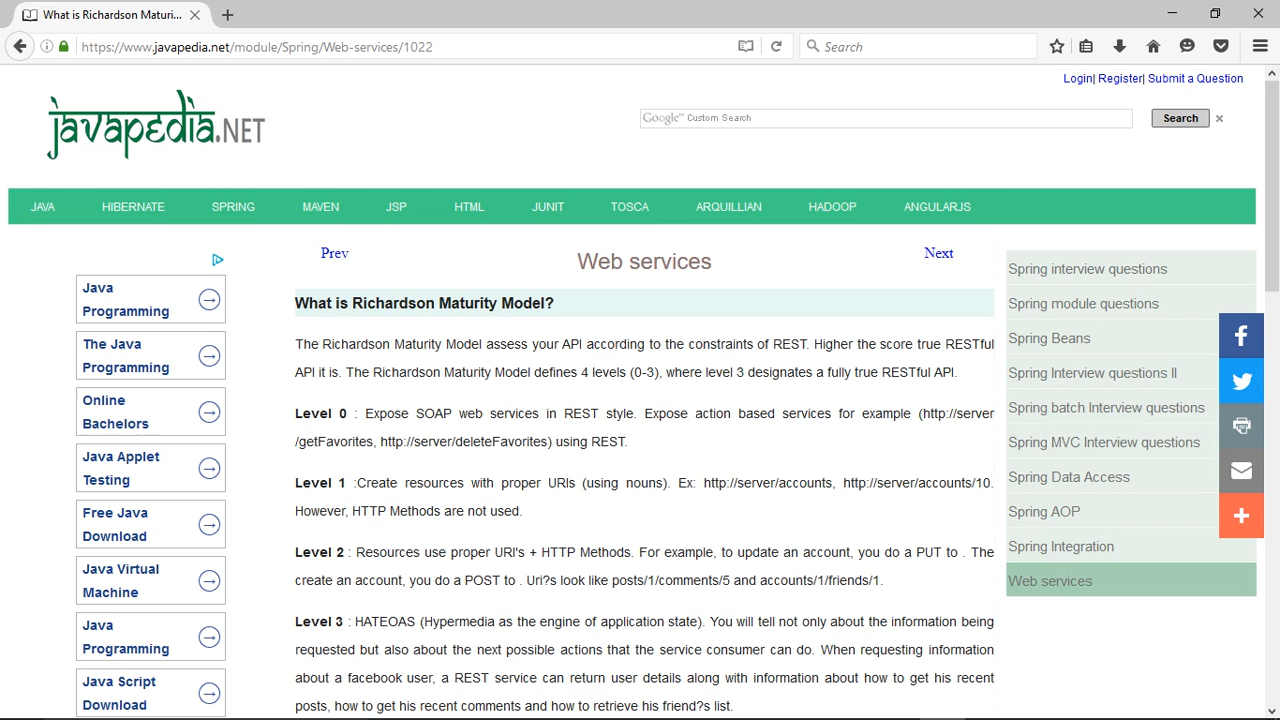 What is Richardson Maturi...
https://www.javapedia.net/module/Spring/Web-services/1022
Search
Login| Register| Submit a Question
javapedia.NET
Google™ Custom Search
Search
JAVA HIBERNATE SPRING MAVEN JSP HTML JUNIT TOSCA ARQUILLIAN HADOOP ANGULARJS
Java
Programming
The Java
Programming
Online
Bachelors
Java Applet
Testing
Free Java
Download
Java Virtual
Machine
Java
Programming
Java Script
Download
Prev
Web services
Next
What is Richardson Maturity Model?
The Richardson Maturity Model assess your API according to the constraints of REST. Higher the score true RESTful
API it is. The Richardson Maturity Model defines 4 levels (0-3), where level 3 designates a fully true RESTful API.
Level 0 : Expose SOAP web services in REST style. Expose action based services for example (http://server
/getFavorites, http://server/deleteFavorites) using REST.
Level 1 :Create resources with proper URIs (using nouns). Ex: http://server/accounts, http://server/accounts/10.
However, HTTP Methods are not used.
Level 2 : Resources use proper URI's + HTTP Methods. For example, to update an account, you do a PUT to . The
create an account, you do a POST to . Uri?s look like posts/1/comments/5 and accounts/1/friends/1.
Level 3 : HATEOAS (Hypermedia as the engine of application state). You will tell not only about the information being
requested but also about the next possible actions that the service consumer can do. When requesting information
about a facebook user, a REST service can return user details along with information about how to get his recent
posts, how to get his recent comments and how to retrieve his friend?s list.
Spring interview questions
Spring module questions
Spring Beans
Spring Interview questions II
Spring batch Interview questions
Spring MVC Interview questions
Spring Data Access
Spring AOP
Spring Integration
Web services